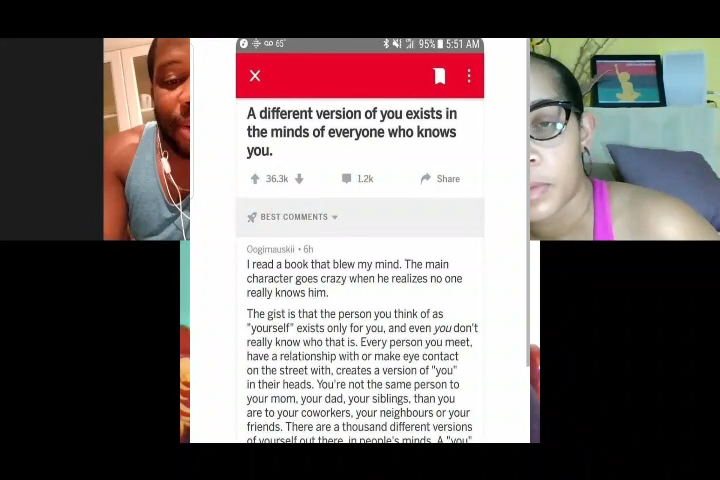 65°
95% 5:51 AM
A different version of you exists in
the minds of everyone who knows
you.
36.3k 1.2k Share
BEST COMMENTS
Oogimauskii • 6h
I read a book that blew my mind. The main
character goes crazy when he realizes no one
really knows him.
The gist is that the person you think of as
"yourself" exists only for you, and even you don't
really know who that is. Every person you meet,
have a relationship with or make eye contact
on the street with, creates a version of "you"
in their heads. You're not the same person to
your mom, your dad, your siblings, than you
are to your coworkers, your neighbours or your
friends. There are a thousand different versions
of yourself out there, in people's minds. A "you"